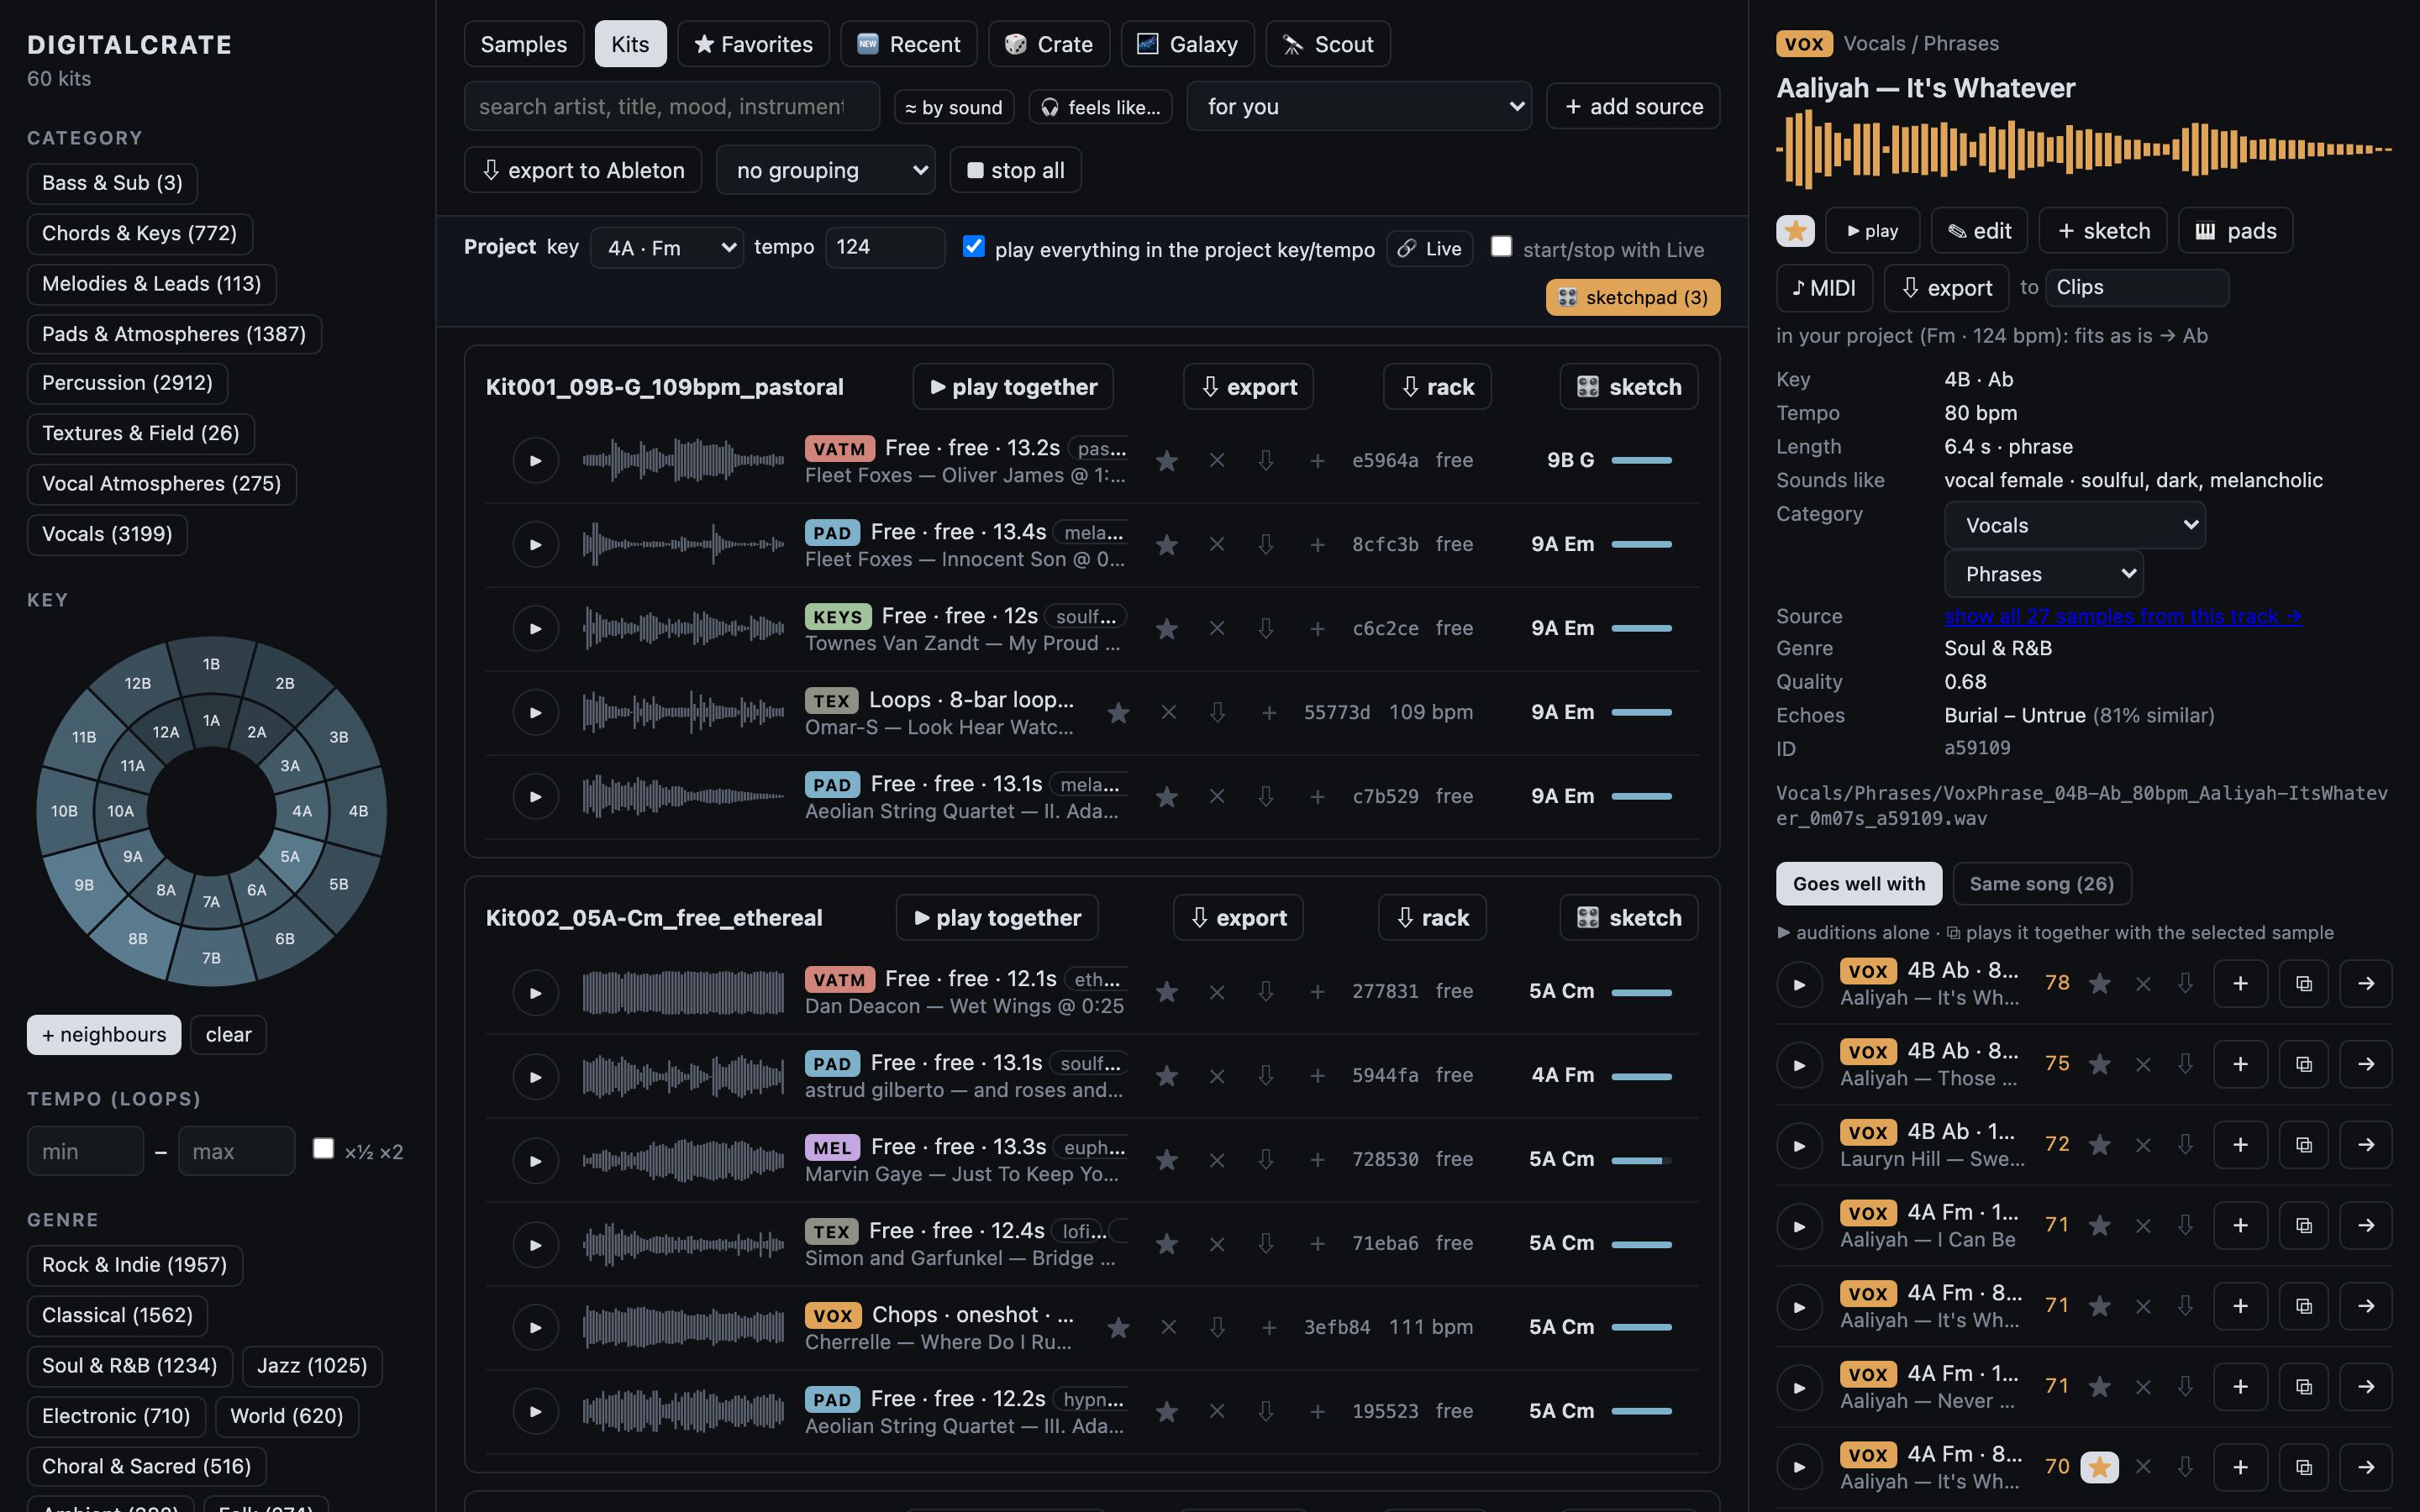 DIGITALCRATE
60 kits
CATEGORY
Bass & Sub (3)
Chords & Keys (772)
Melodies & Leads (113)
Pads & Atmospheres (1387)
Percussion (2912)
Textures & Field (26)
Vocal Atmospheres (275)
Vocals (3199)
KEY
1B
2B
3B
4B
5B
6B
7B
8B
9B
10B
11B
12B
1A
2A
3A
4A
5A
6A
7A
8A
9A
10A
11A
12A
+ neighbours clear
TEMPO (LOOPS)
min – max ×½ ×2
GENRE
Rock & Indie (1957)
Classical (1562)
Soul & R&B (1234) Jazz (1025)
Electronic (710) World (620)
Choral & Sacred (516)
Samples Kits ★ Favorites NEW Recent Crate Galaxy Scout
search artist, title, mood, instrument ≈ by sound feels like... for you + add source
⇩ export to Ableton no grouping stop all
Project key 4A · Fm tempo 124 play everything in the project key/tempo Live start/stop with Live
sketchpad (3)
Kit001_09B-G_109bpm_pastoral ▶ play together ⇩ export ⇩ rack sketch
VATM Free · free · 13.2s pas... e5964a free 9B G
Fleet Foxes — Oliver James @ 1:...
PAD Free · free · 13.4s mela... 8cfc3b free 9A Em
Fleet Foxes — Innocent Son @ 0...
KEYS Free · free · 12s soulf... c6c2ce free 9A Em
Townes Van Zandt — My Proud ...
TEX Loops · 8-bar loop... 55773d 109 bpm 9A Em
Omar-S — Look Hear Watc...
PAD Free · free · 13.1s mela... c7b529 free 9A Em
Aeolian String Quartet — II. Ada...
Kit002_05A-Cm_free_ethereal ▶ play together ⇩ export ⇩ rack sketch
VATM Free · free · 12.1s eth... 277831 free 5A Cm
Dan Deacon — Wet Wings @ 0:25
PAD Free · free · 13.1s soulf... 5944fa free 4A Fm
astrud gilberto — and roses and...
MEL Free · free · 13.3s euph... 728530 free 5A Cm
Marvin Gaye — Just To Keep Yo...
TEX Free · free · 12.4s lofi... 71eba6 free 5A Cm
Simon and Garfunkel — Bridge ...
VOX Chops · oneshot · ... 3efb84 111 bpm 5A Cm
Cherrelle — Where Do I Ru...
PAD Free · free · 12.2s hypn... 195523 free 5A Cm
Aeolian String Quartet — III. Ada...
VOX Vocals / Phrases
Aaliyah — It's Whatever
▶ play ✎ edit + sketch pads
♪ MIDI ⇩ export to Clips
in your project (Fm · 124 bpm): fits as is → Ab
Key 4B · Ab
Tempo 80 bpm
Length 6.4 s · phrase
Sounds like vocal female · soulful, dark, melancholic
Category Vocals
Phrases
Source show all 27 samples from this track →
Genre Soul & R&B
Quality 0.68
Echoes Burial – Untrue (81% similar)
ID a59109
Vocals/Phrases/VoxPhrase_04B-Ab_80bpm_Aaliyah-ItsWhatev
er_0m07s_a59109.wav
Goes well with Same song (26)
▶ auditions alone · ⧉ plays it together with the selected sample
VOX 4B Ab · 8... 78
Aaliyah — It's Wh...
VOX 4B Ab · 8... 75
Aaliyah — Those ...
VOX 4B Ab · 1... 72
Lauryn Hill — Swe...
VOX 4A Fm · 1... 71
Aaliyah — I Can Be
VOX 4A Fm · 8... 71
Aaliyah — It's Wh...
VOX 4A Fm · 1... 71
Aaliyah — Never ...
VOX 4A Fm · 8... 70
Aaliyah — It's Wh...